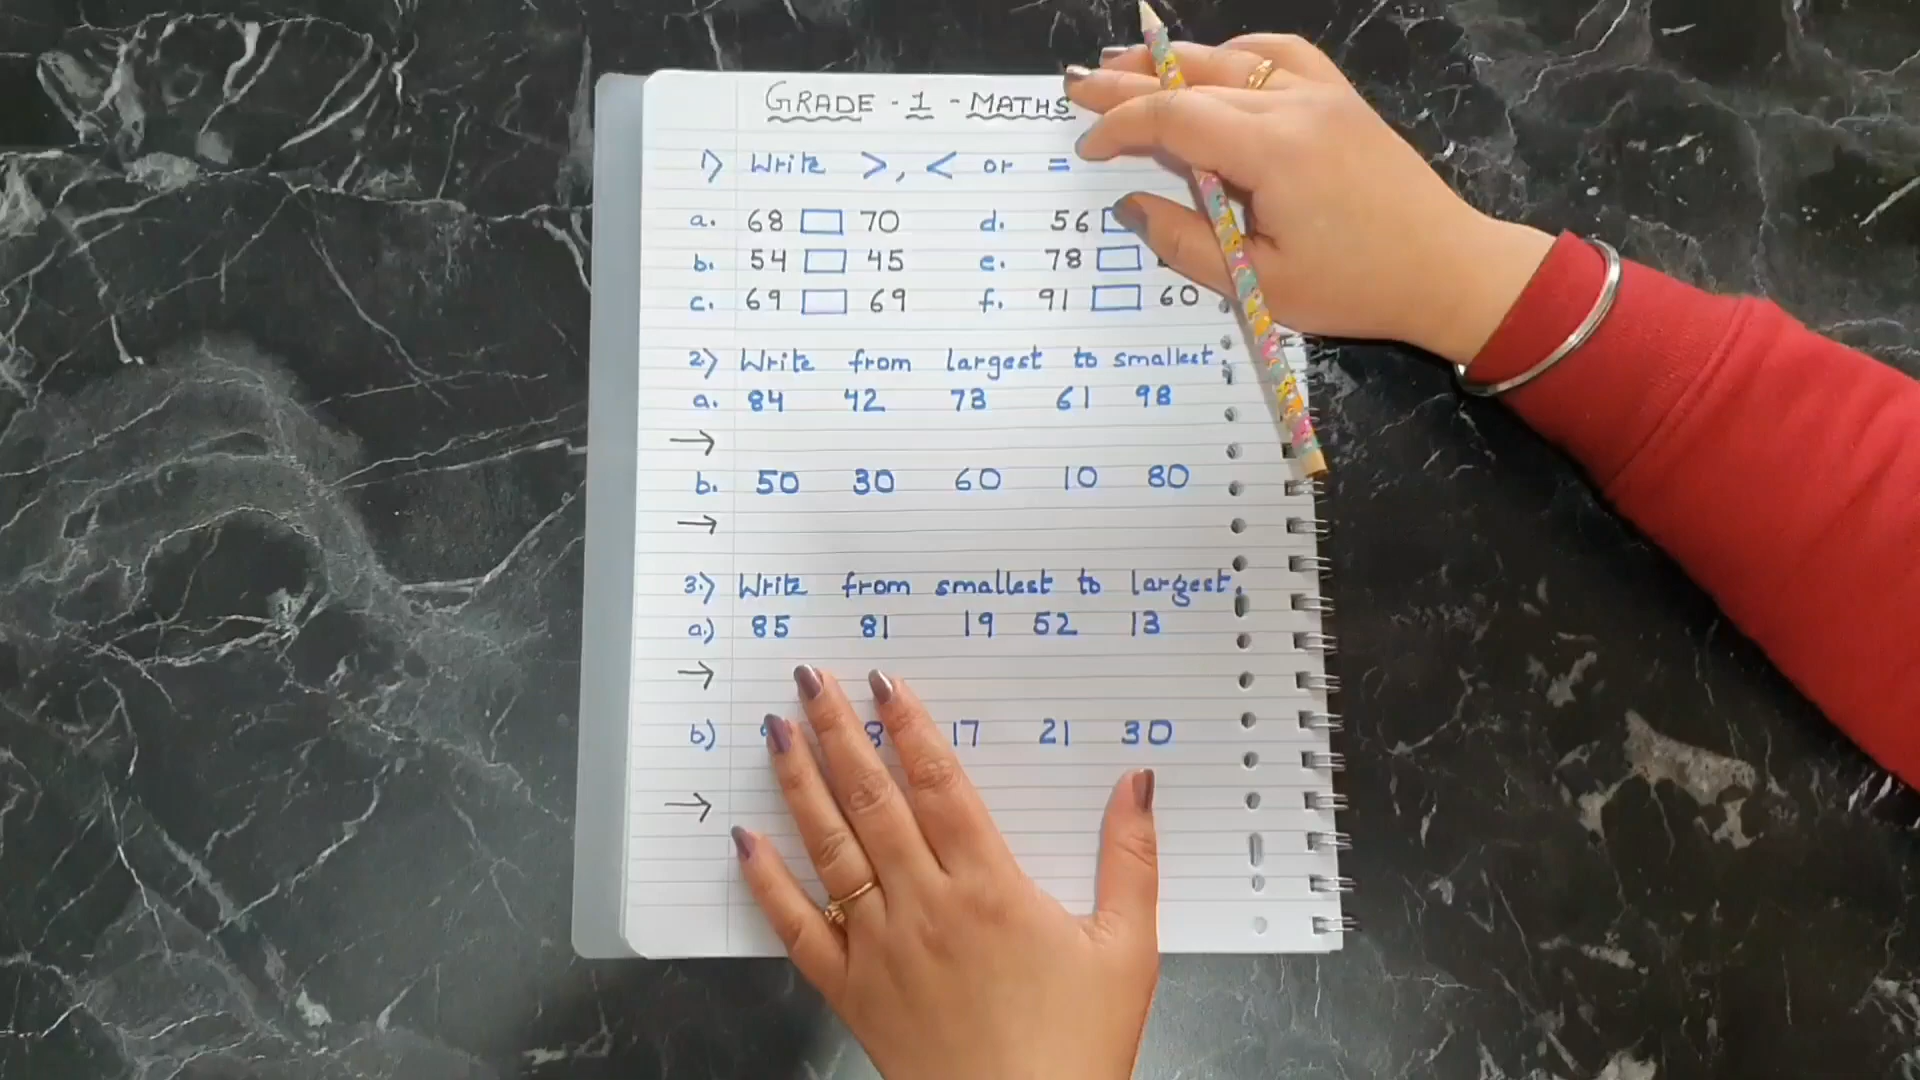 GRADE - 1 - MATHS
1) Write >, < or =
a. 68 70 d. 56
b. 54 45 e. 78
c. 69 69 f. 91 60
2) Write from largest to smallest.
a. 84 42 73 61 98
→
b. 50 30 60 10 80
→
3.) Write from smallest to largest.
a.) 85 81 19 52 13
→
b) 17 21 30
→